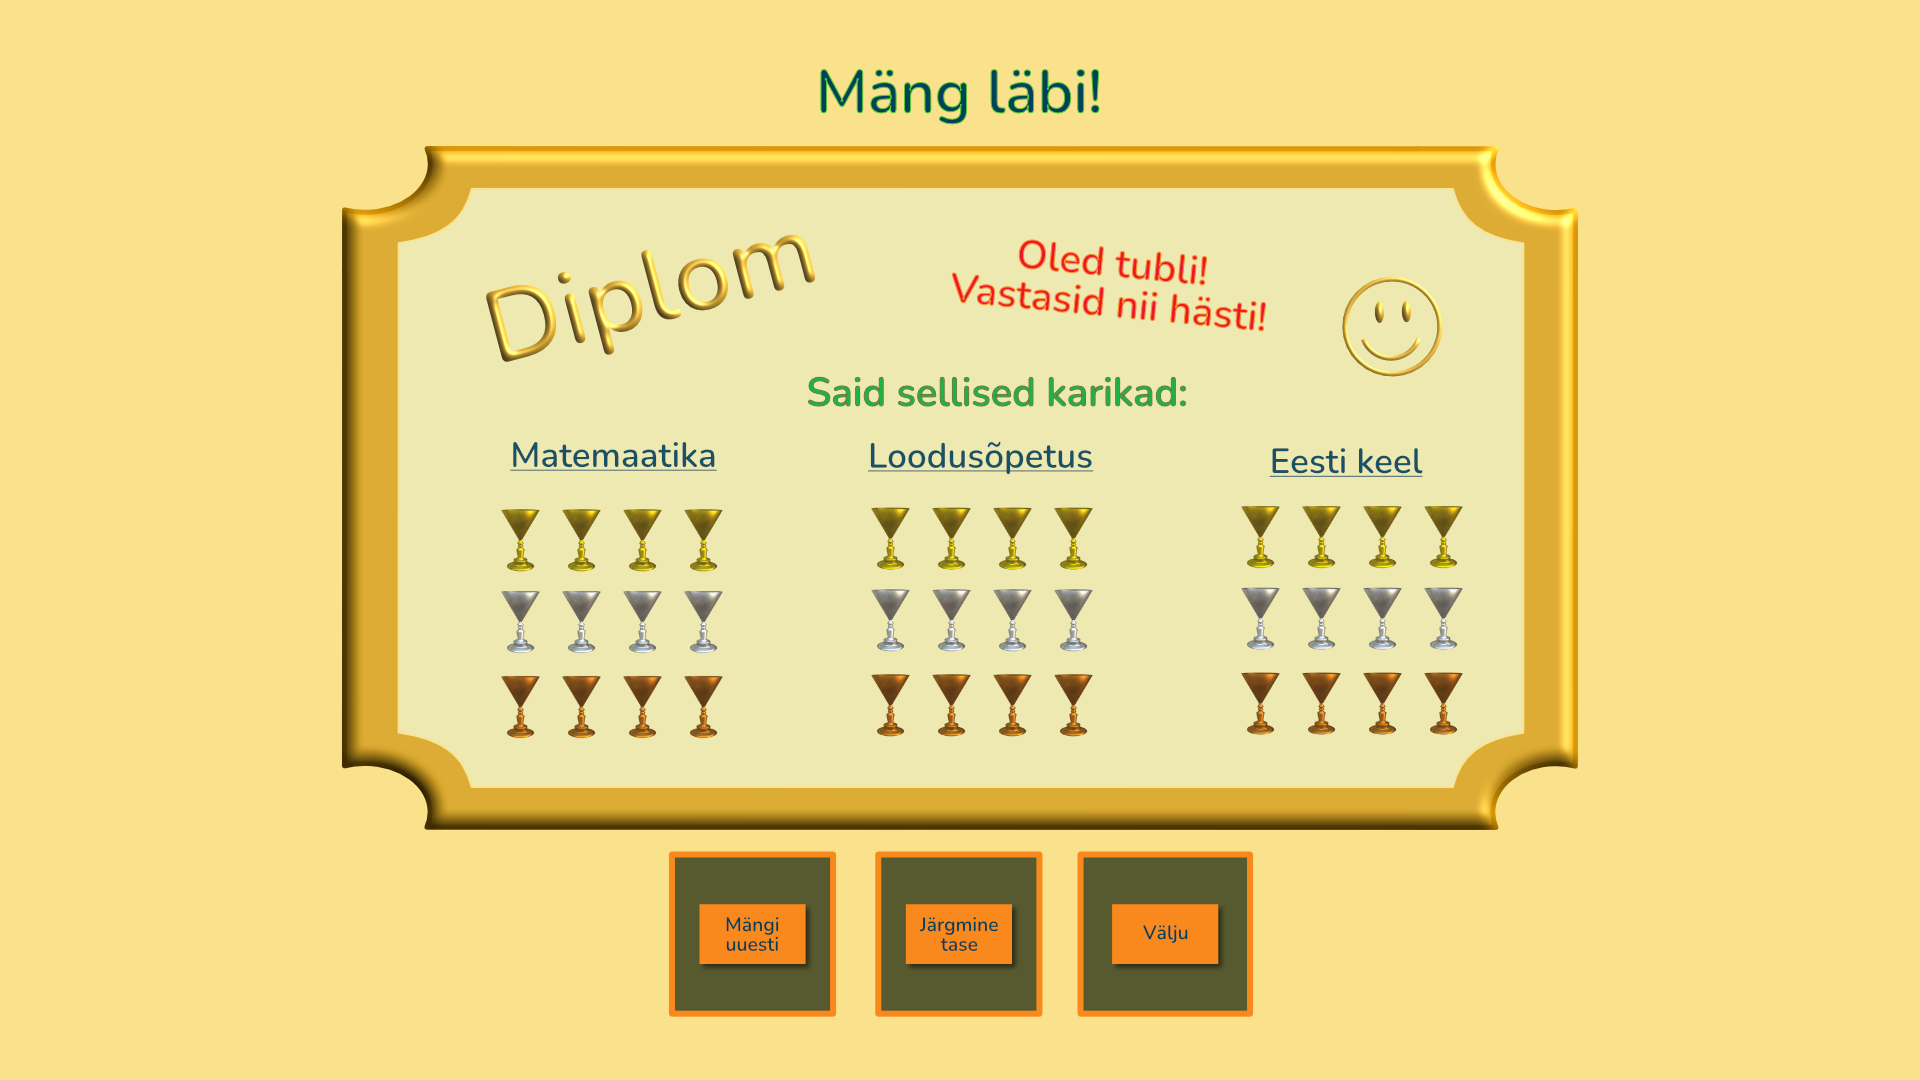 Mäng läbi!
Diplom
Oled tubli!
Vastasid nii hästi!
Said sellised karikad:
Matemaatika
Loodusõpetus
Eesti keel
Mängi
uuesti
Järgmine
tase
Välju